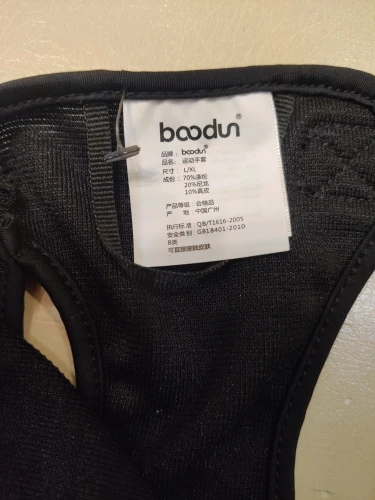 boodun®
品牌：boodun®
品名：运动手套
尺寸：L/XL
成份：70%涤纶
20%尼龙
10%真皮
产品等级：合格品
产    地：中国广州
执行标准：QB/T1616-2005
安全类别：GB18401-2010
B类
可直接接触皮肤